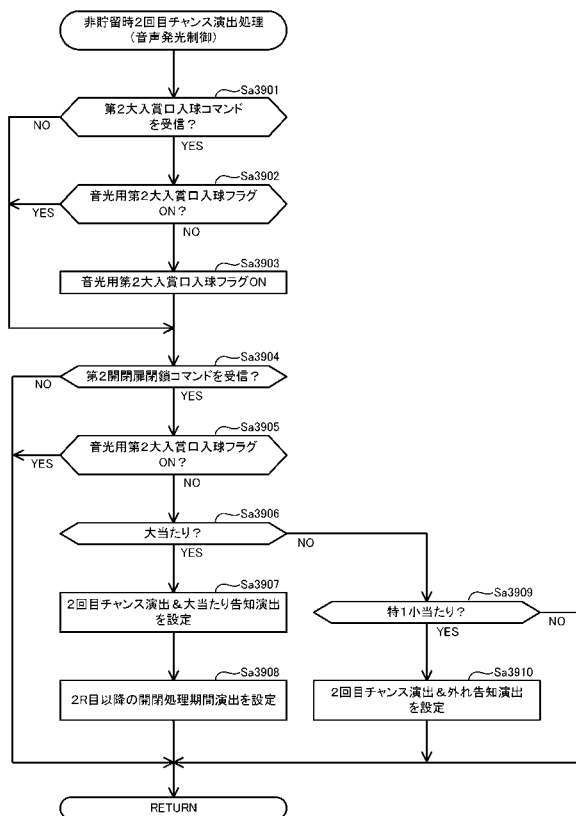 非貯留時2回目チャンス演出処理
(音声発光制御)
Sa3901
第2大入賞口入球コマンド
を受信?
NO
YES
Sa3902
音光用第2大入賞口入球フラグ
ON?
YES
NO
Sa3903
音光用第2大入賞口入球フラグON
Sa3904
第2開閉扉閉鎖コマンドを受信?
NO
YES
Sa3905
音光用第2大入賞口入球フラグ
ON?
YES
NO
Sa3906
大当たり?
NO
YES
Sa3907
2回目チャンス演出&大当たり告知演出
を設定
Sa3909
特1小当たり?
NO
YES
Sa3908
2R目以降の開閉処理期間演出を設定
Sa3910
2回目チャンス演出&外れ告知演出
を設定
RETURN